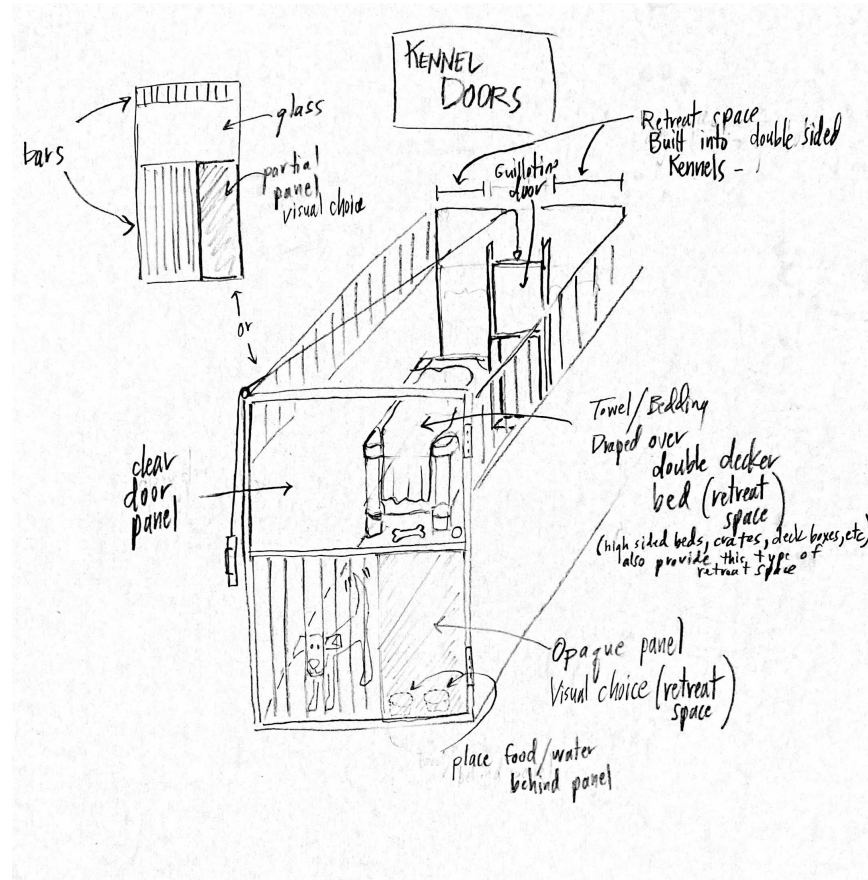 KENNEL
DOORS
bars
glass
partial
panel
visual choice
Guillotine
door
Retreat space
Built into double sided
Kennels -
or
clear
door
panel
Towel/Bedding
Draped over
double decker
bed (retreat
space)
(high sided beds, crates, deck boxes, etc,
also provide this type of
retreat space
Opaque panel
Visual choice (retreat
space)
place food/water
behind panel